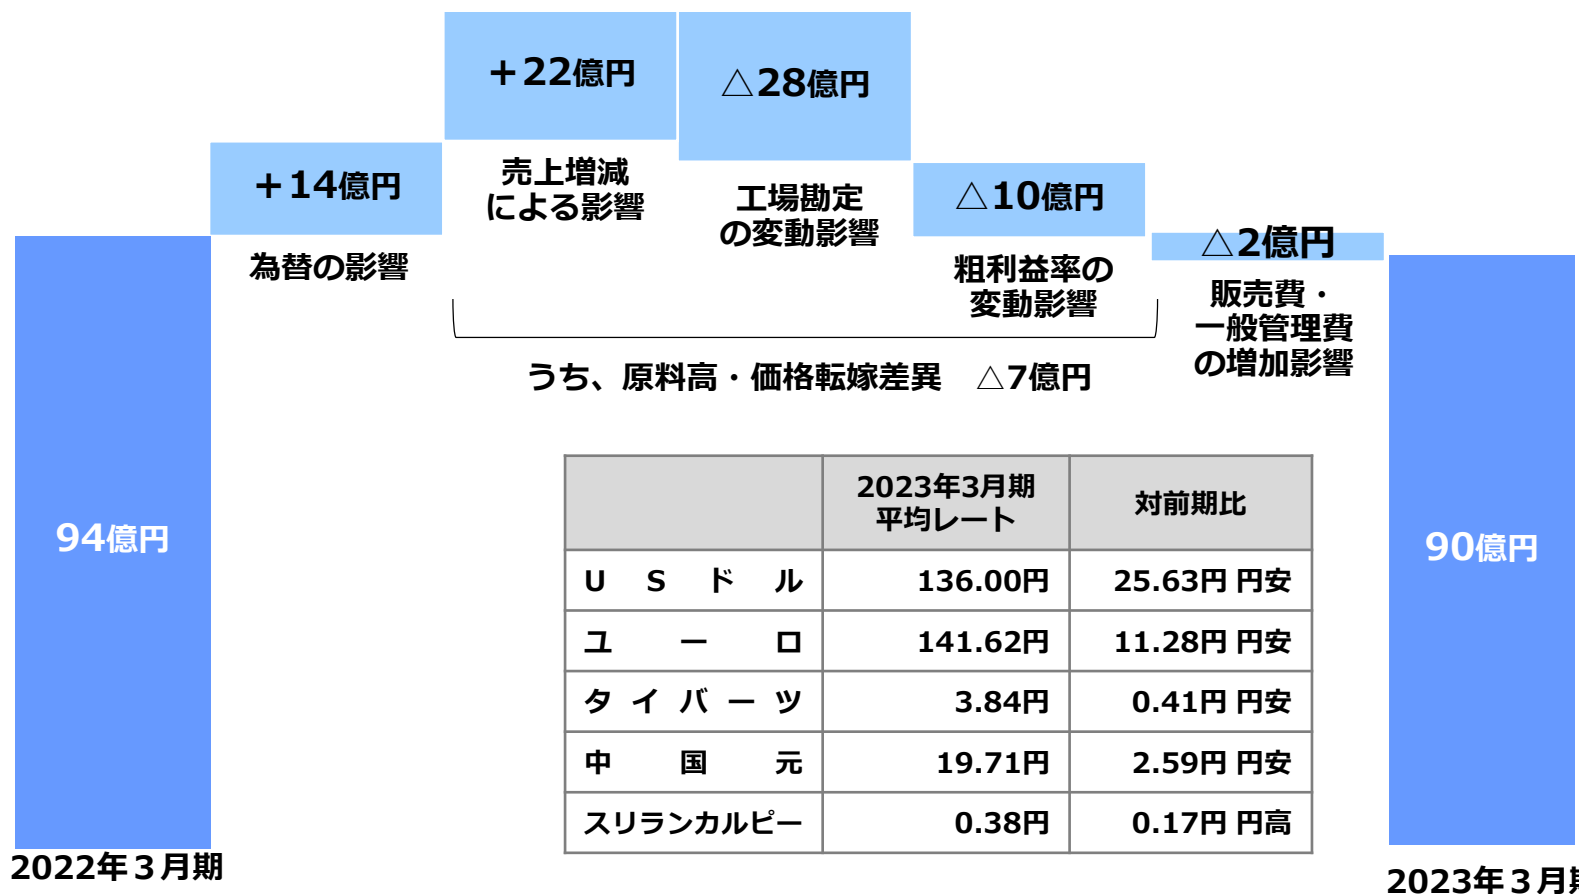 ＋22億円
△28億円
＋14億円
売上増減
による影響
△10億円
工場勘定
の変動影響
△2億円
為替の影響
粗利益率の
変動影響
販売費・
一般管理費
の増加影響
うち、原料高・価格転嫁差異　△7億円
94億円
90億円
2023年3月期
平均レート
対前期比
US ドル 136.00円 25.63円 円安
ユーロ 141.62円 11.28円 円安
タイバーツ 3.84円 0.41円 円安
中国元 19.71円 2.59円 円安
スリランカルピー 0.38円 0.17円 円高
2022年３月期
2023年３月期